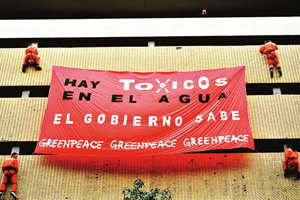 HAY TOXICOS
EN EL AGUA
EL GOBIERNO SABE
GREENPEACE GREENPEACE GREENPEACE